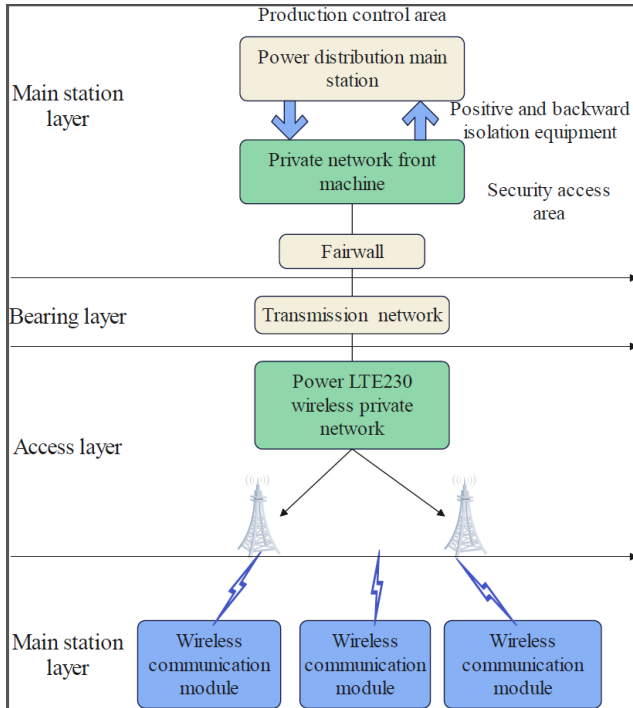 Production control area
Power distribution main
station
Main station
layer
Positive and backward
isolation equipment
Private network front
machine
Security access
area
Fairwall
Bearing layer
Transmission network
Power LTE230
wireless private
network
Access layer
Main station
layer
Wireless
communication
module
Wireless
communication
module
Wireless
communication
module